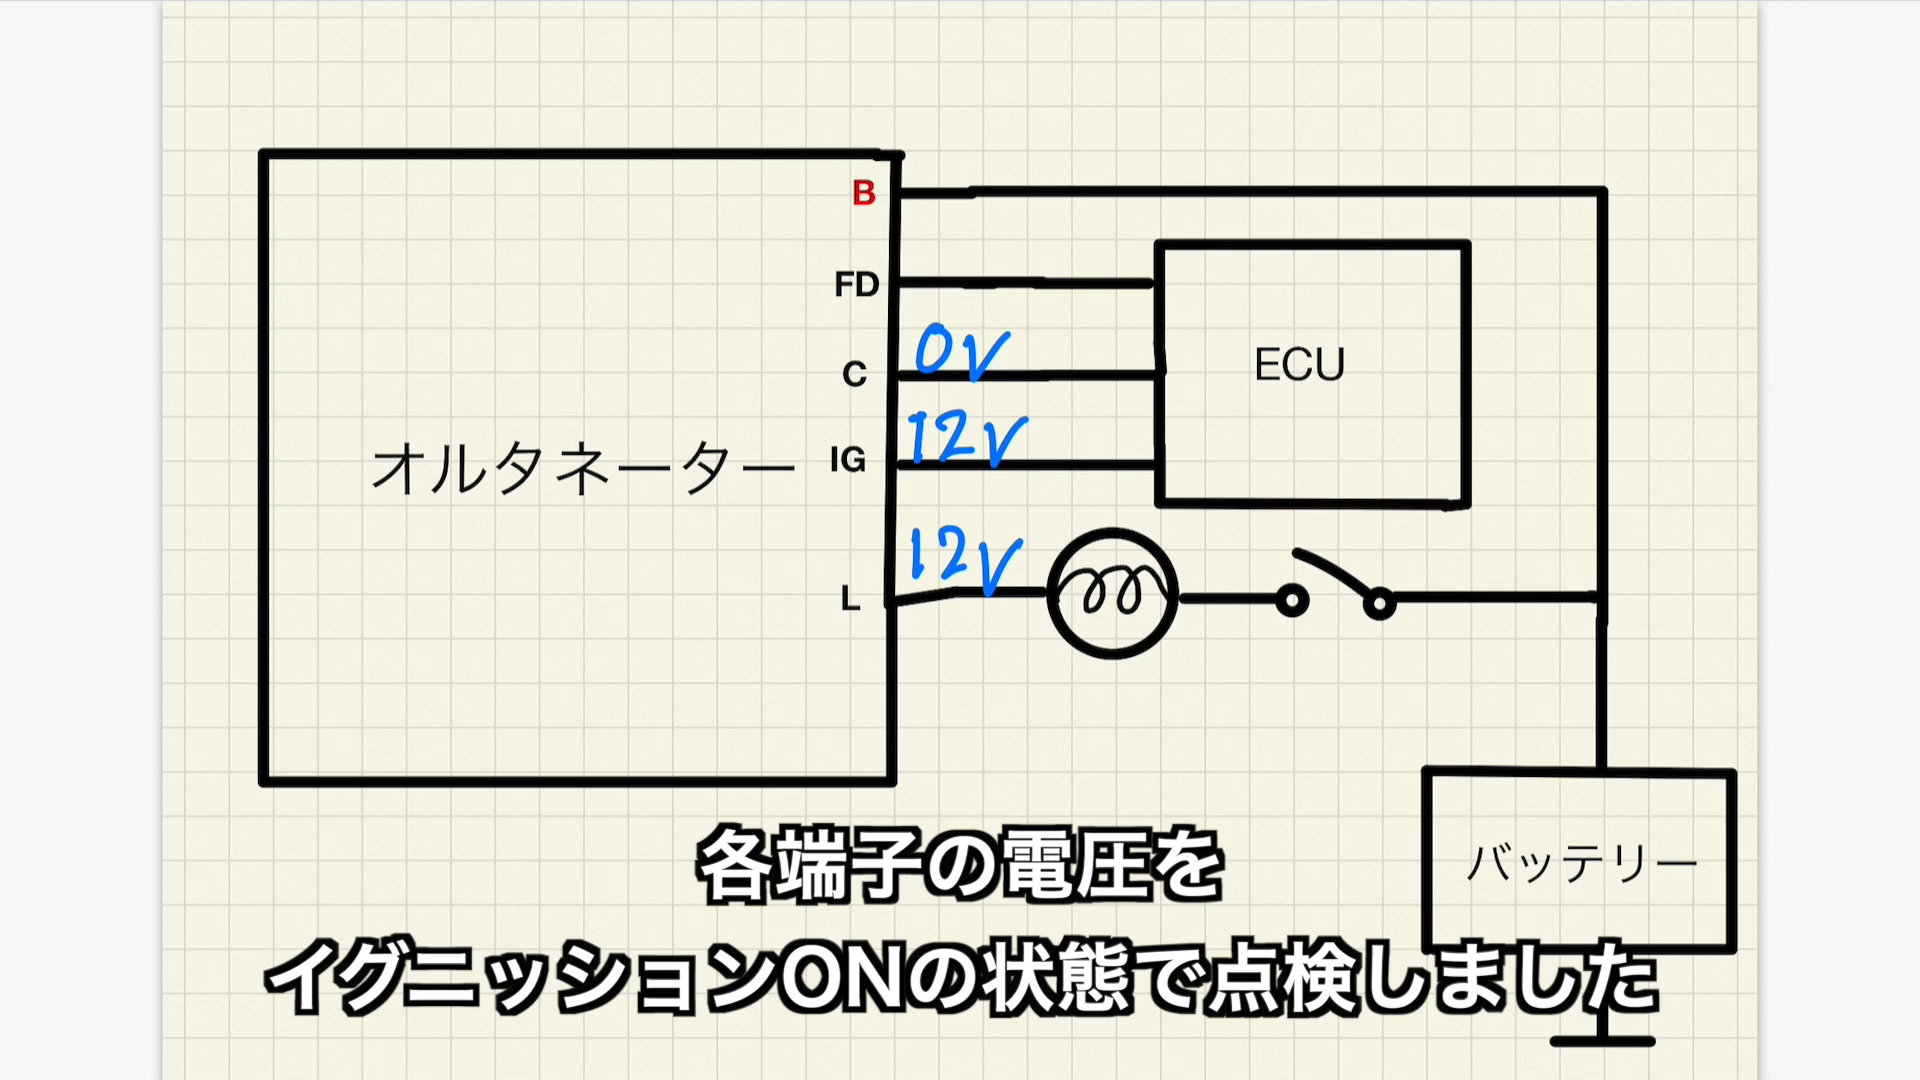 B
FD
0V
C
ECU
12V
オルタネーター
IG
12V
L
バッテリー
各端子の電圧を
イグニッションONの状態で点検しました